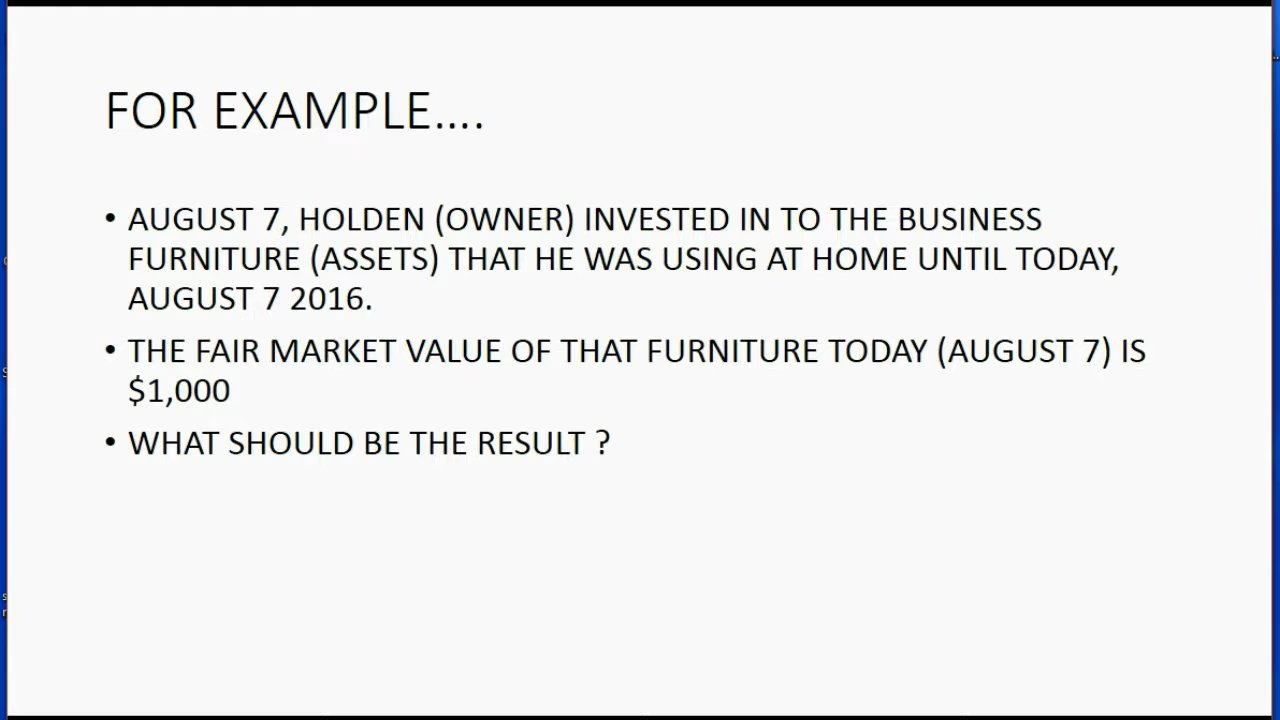 FOR EXAMPLE....
• AUGUST 7, HOLDEN (OWNER) INVESTED IN TO THE BUSINESS
FURNITURE (ASSETS) THAT HE WAS USING AT HOME UNTIL TODAY,
AUGUST 7 2016.
• THE FAIR MARKET VALUE OF THAT FURNITURE TODAY (AUGUST 7) IS
$1,000
• WHAT SHOULD BE THE RESULT ?